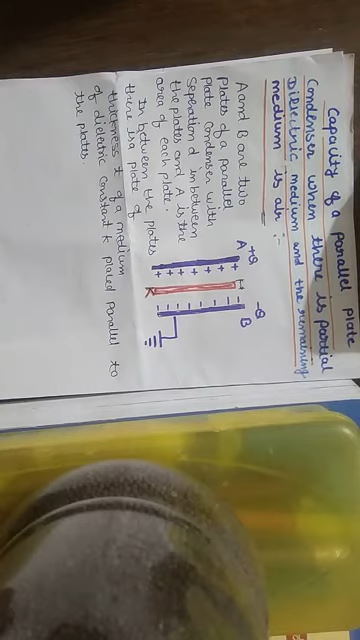 Capacity of a parallel plate
Condenser when there is partial
Dielectric medium and the remaining
medium is air :-
A and B are two
Plates of a parallel
plate Condenser with
Seperation d in between
the plates and A is the
area of each plate.
In between the plates
there is a plate of
thickness t of a medium
of dielectric constant k placed parallel to
the plates.
+Q
-Q
A
B
+ + + + + + +
- - - - - - -